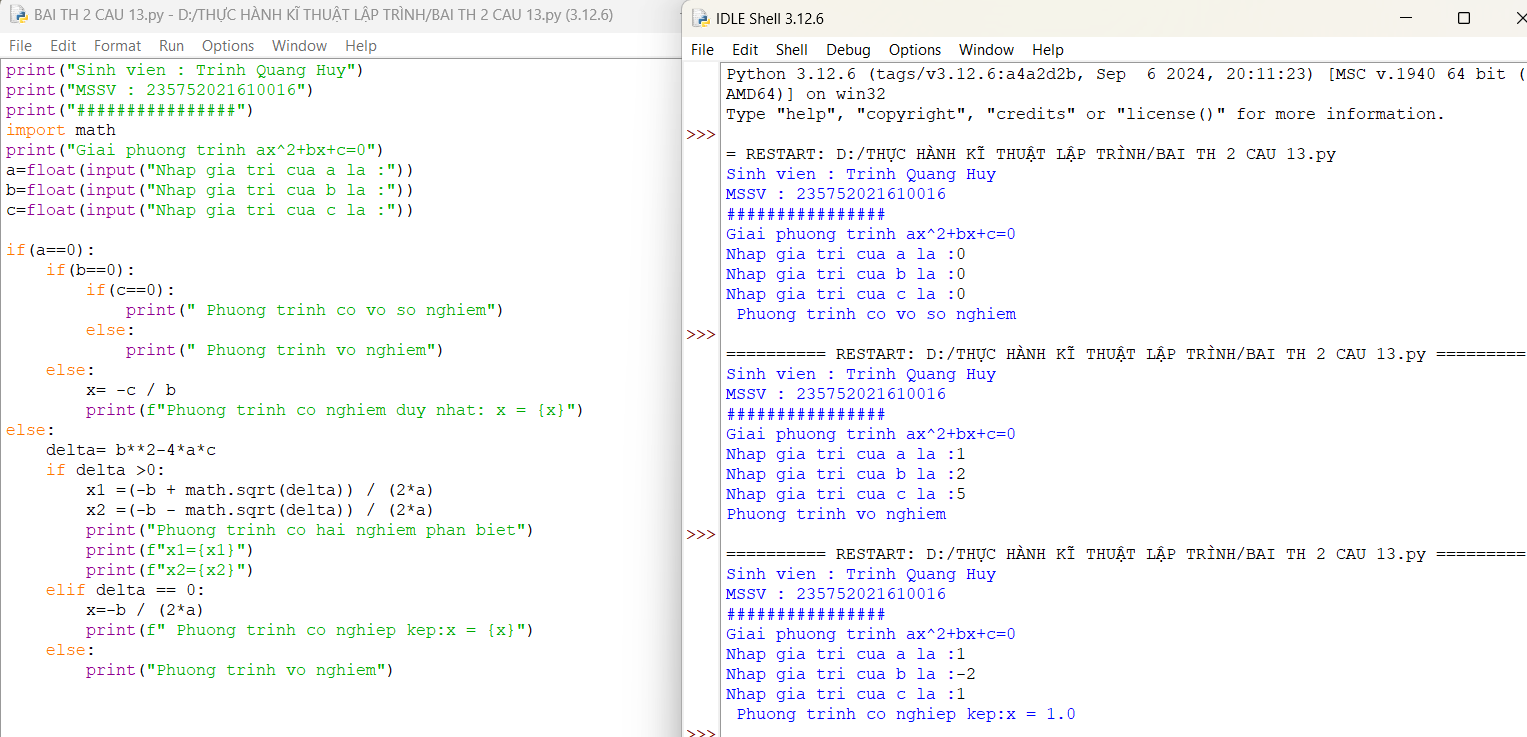 BAI TH 2 CAU 13.py - D:/THỰC HÀNH KĨ THUẬT LẬP TRÌNH/BAI TH 2 CAU 13.py (3.12.6)
File Edit Format Run Options Window Help
print("Sinh vien : Trinh Quang Huy")
print("MSSV : 235752021610016")
print("################")
import math
print("Giai phuong trinh ax^2+bx+c=0")
a=float(input("Nhap gia tri cua a la :"))
b=float(input("Nhap gia tri cua b la :"))
c=float(input("Nhap gia tri cua c la :"))

if(a==0):
    if(b==0):
        if(c==0):
            print(" Phuong trinh co vo so nghiem")
        else:
            print(" Phuong trinh vo nghiem")
    else:
        x= -c / b
        print(f"Phuong trinh co nghiem duy nhat: x = {x}")
else:
    delta= b**2-4*a*c
    if delta >0:
        x1 =(-b + math.sqrt(delta)) / (2*a)
        x2 =(-b - math.sqrt(delta)) / (2*a)
        print("Phuong trinh co hai nghiem phan biet")
        print(f"x1={x1}")
        print(f"x2={x2}")
    elif delta == 0:
        x=-b / (2*a)
        print(f" Phuong trinh co nghiep kep:x = {x}")
    else:
        print("Phuong trinh vo nghiem")
IDLE Shell 3.12.6
File Edit Shell Debug Options Window Help
Python 3.12.6 (tags/v3.12.6:a4a2d2b, Sep  6 2024, 20:11:23) [MSC v.1940 64 bit (
AMD64)] on win32
Type "help", "copyright", "credits" or "license()" for more information.
>>>
= RESTART: D:/THỰC HÀNH KĨ THUẬT LẬP TRÌNH/BAI TH 2 CAU 13.py
Sinh vien : Trinh Quang Huy
MSSV : 235752021610016
################
Giai phuong trinh ax^2+bx+c=0
Nhap gia tri cua a la :0
Nhap gia tri cua b la :0
Nhap gia tri cua c la :0
 Phuong trinh co vo so nghiem
>>>
========== RESTART: D:/THỰC HÀNH KĨ THUẬT LẬP TRÌNH/BAI TH 2 CAU 13.py =========
Sinh vien : Trinh Quang Huy
MSSV : 235752021610016
################
Giai phuong trinh ax^2+bx+c=0
Nhap gia tri cua a la :1
Nhap gia tri cua b la :2
Nhap gia tri cua c la :5
Phuong trinh vo nghiem
>>>
========== RESTART: D:/THỰC HÀNH KĨ THUẬT LẬP TRÌNH/BAI TH 2 CAU 13.py =========
Sinh vien : Trinh Quang Huy
MSSV : 235752021610016
################
Giai phuong trinh ax^2+bx+c=0
Nhap gia tri cua a la :1
Nhap gia tri cua b la :-2
Nhap gia tri cua c la :1
 Phuong trinh co nghiep kep:x = 1.0
>>>